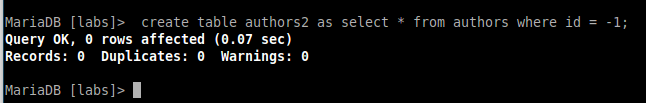 MariaDB [labs]>  create table authors2 as select * from authors where id = -1;
Query OK, 0 rows affected (0.07 sec)
Records: 0  Duplicates: 0  Warnings: 0
MariaDB [labs]>